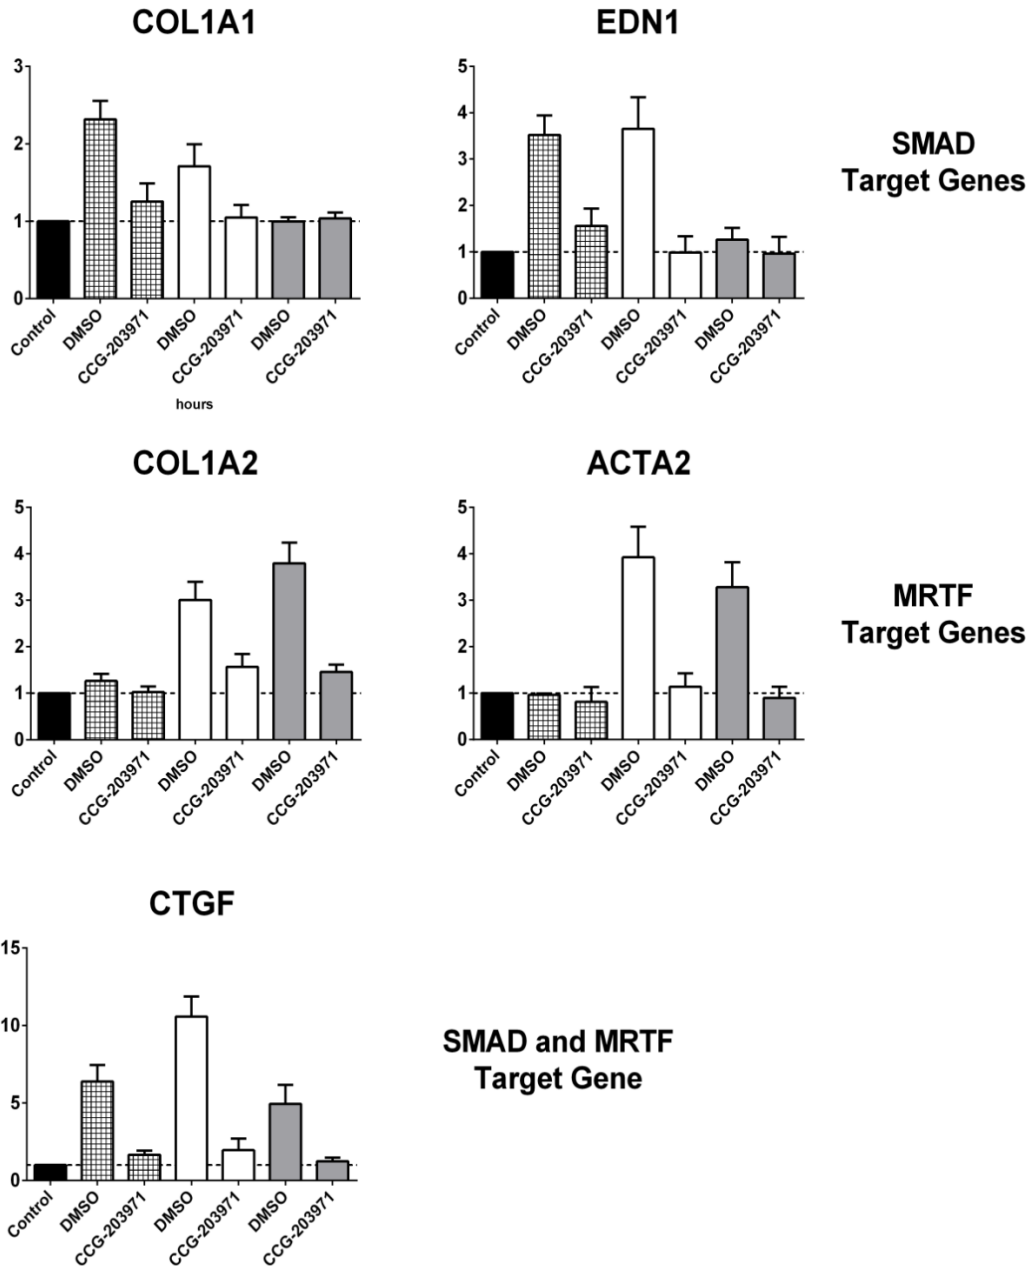 COL1A1
3
2
1
0
Control
DMSO
CCG-203971
DMSO
CCG-203971
DMSO
CCG-203971
hours
EDN1
5
4
3
2
1
0
Control
DMSO
CCG-203971
DMSO
CCG-203971
DMSO
CCG-203971
SMAD
Target Genes
COL1A2
5
4
3
2
1
0
Control
DMSO
CCG-203971
DMSO
CCG-203971
DMSO
CCG-203971
ACTA2
5
4
3
2
1
0
Control
DMSO
CCG-203971
DMSO
CCG-203971
DMSO
CCG-203971
MRTF
Target Genes
CTGF
15
10
5
0
Control
DMSO
CCG-203971
DMSO
CCG-203971
DMSO
CCG-203971
SMAD and MRTF
Target Gene